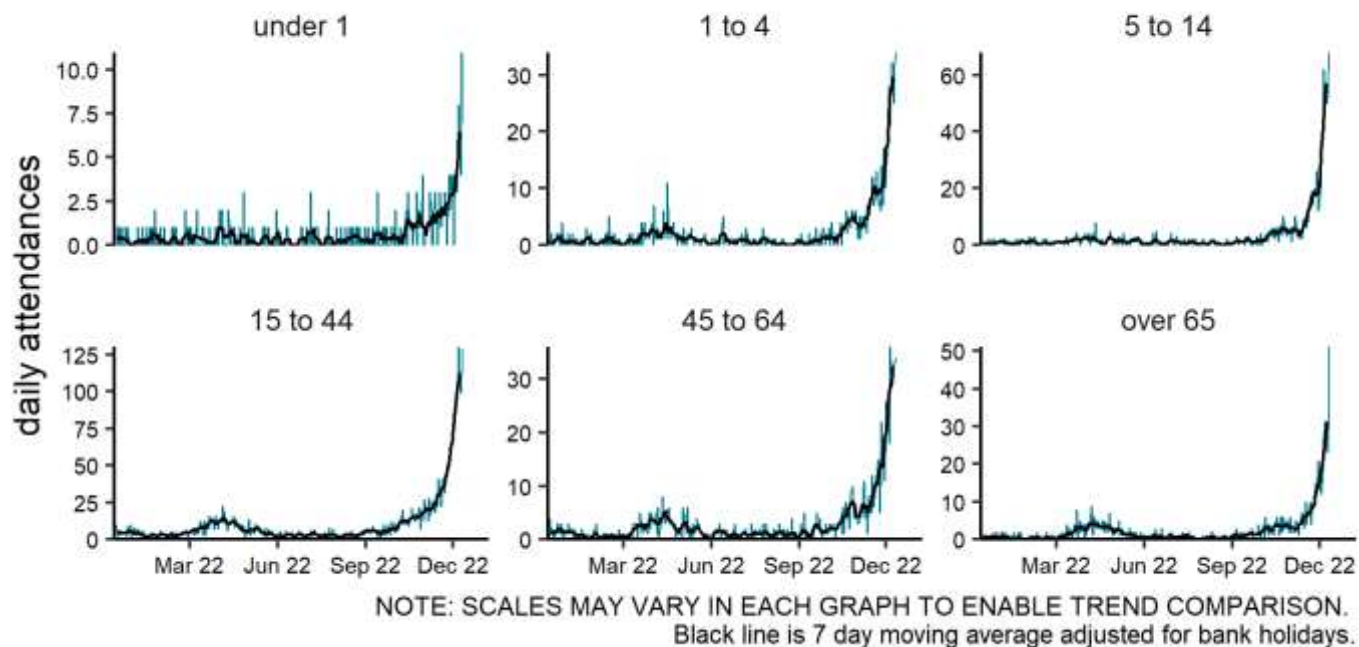 under 1
1 to 4
5 to 14
10.0
7.5
5.0
2.5
0.0
30
20
10
0
60
40
20
0
daily attendances
15 to 44
45 to 64
over 65
125
100
75
50
25
0
30
20
10
0
50
40
30
20
10
0
Mar 22 Jun 22 Sep 22 Dec 22
Mar 22 Jun 22 Sep 22 Dec 22
Mar 22 Jun 22 Sep 22 Dec 22
NOTE: SCALES MAY VARY IN EACH GRAPH TO ENABLE TREND COMPARISON.
Black line is 7 day moving average adjusted for bank holidays.